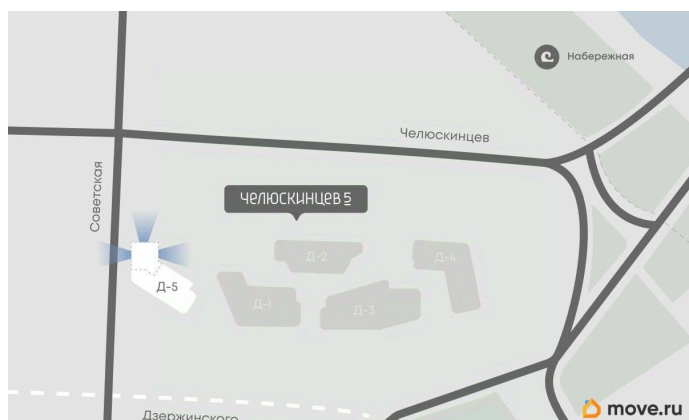 Набережная
Челюскинцев
Советская
челюскинцев 5
Д-2
Д-4
Д-5
Д-1
Д-3
Дзержинского
move.ru